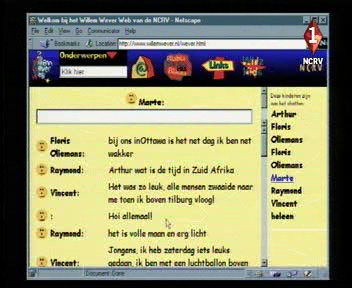 Welkom bij het Willem Wever Web van de NCRV - Netscape
File Edit View Go Communicator Help
Bookmarks Location: http://www.willemwever.nl/wever.html
1
Onderwerpen
Klik hier
Links
NCRV
NCRV
Marte:
Deze kinderen zijn
aan het chatten:
Arthur
Floris
Oliemans
Floris
Oliemans
Marte
Raymond
Vincent
heleen
Floris Oliemans: bij ons inOttawa is het net dag ik ben net
wakker
Raymond: Arthur wat is de tijd in Zuid Afrika
Vincent: Het was zo leuk, alle mensen zwaaide naar
me toen ik boven tilburg vloog!
: Hoi allemaal!
Raymond: het is volle maan en erg licht
Vincent: Jongens, ik heb zaterdag iets leuks
gedaan, ik ben met een luchtballon boven
Document: Done